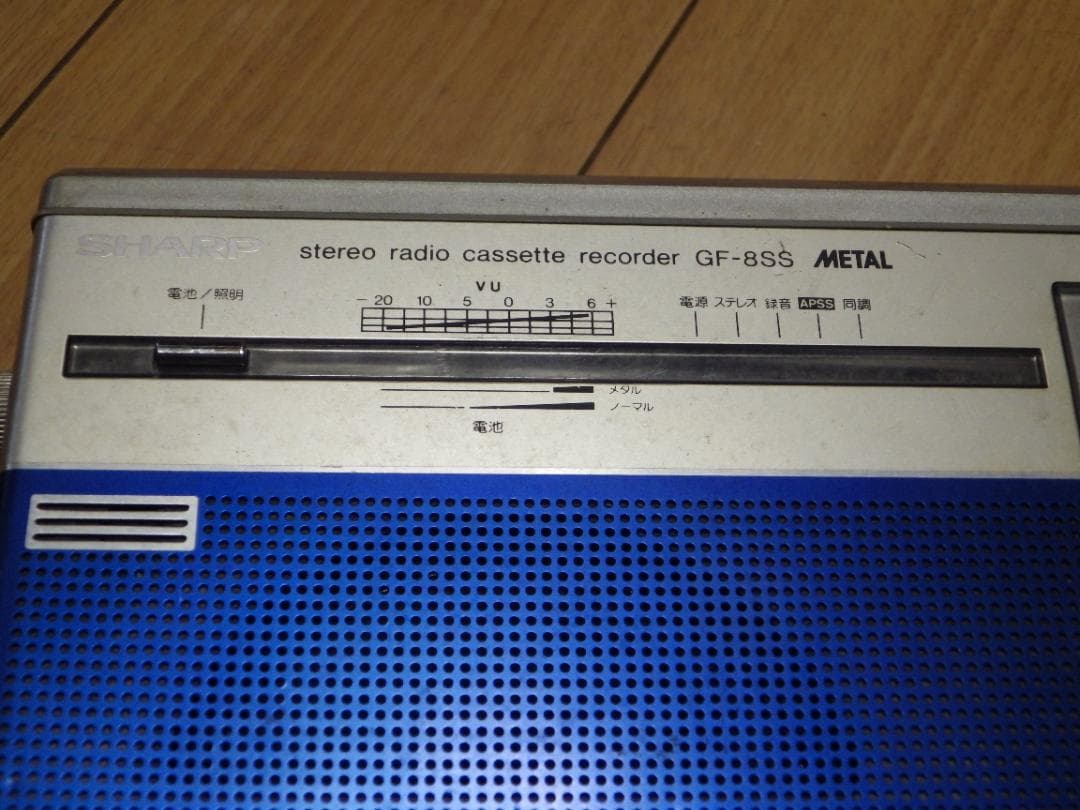 SHARP
stereo radio cassette recorder GF-8SS METAL
電池/照明
VU
- 20 10 5 0 3 6 +
電源 ステレオ 録音 APSS 同調
メタル
ノーマル
電池